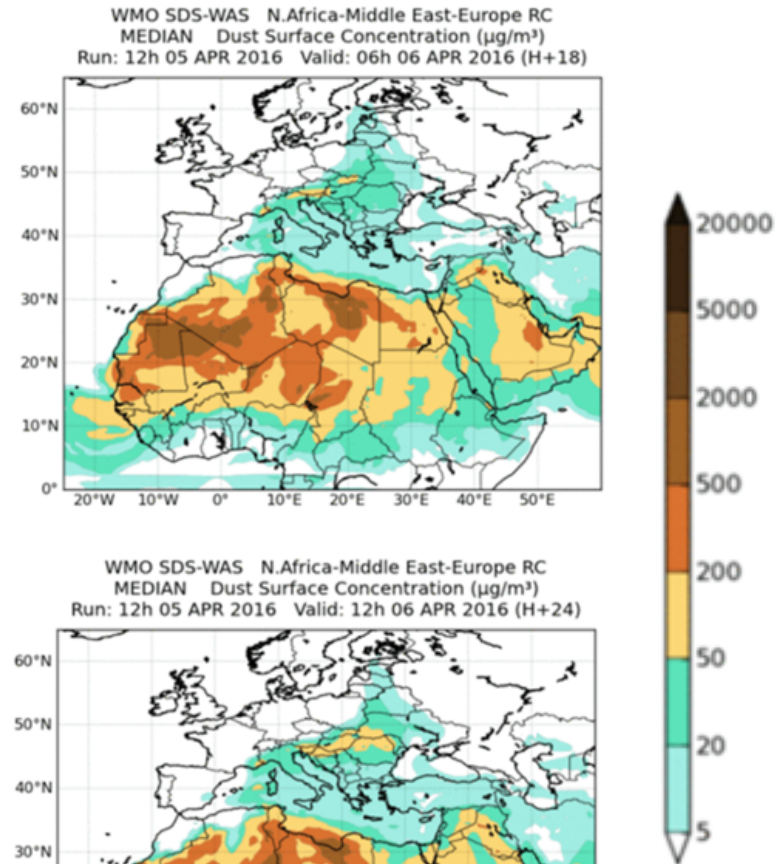 WMO SDS-WAS N.Africa-Middle East-Europe RC
MEDIAN Dust Surface Concentration (µg/m³)
Run: 12h 05 APR 2016 Valid: 06h 06 APR 2016 (H+18)
60°N
50°N
40°N
30°N
20°N
10°N
0°
20°W 10°W 0° 10°E 20°E 30°E 40°E 50°E
WMO SDS-WAS N.Africa-Middle East-Europe RC
MEDIAN Dust Surface Concentration (µg/m³)
Run: 12h 05 APR 2016 Valid: 12h 06 APR 2016 (H+24)
60°N
50°N
40°N
30°N
20000
5000
2000
500
200
50
20
5